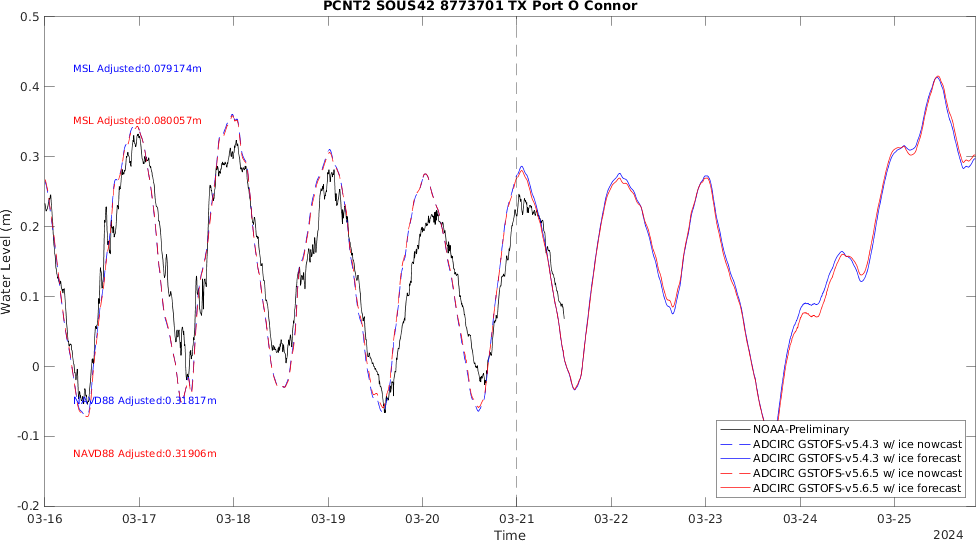 PCNT2 SOUS42 8773701 TX Port O Connor
0.5
0.4
0.3
0.2
0.1
0
-0.1
-0.2
Water Level (m)
MSL Adjusted:0.079174m
MSL Adjusted:0.080057m
NAVD88 Adjusted:0.31817m
NAVD88 Adjusted:0.31906m
NOAA-Preliminary
ADCIRC GSTOFS-v5.4.3 w/ ice nowcast
ADCIRC GSTOFS-v5.4.3 w/ ice forecast
ADCIRC GSTOFS-v5.6.5 w/ ice nowcast
ADCIRC GSTOFS-v5.6.5 w/ ice forecast
03-16 03-17 03-18 03-19 03-20 03-21 03-22 03-23 03-24 03-25
Time
2024